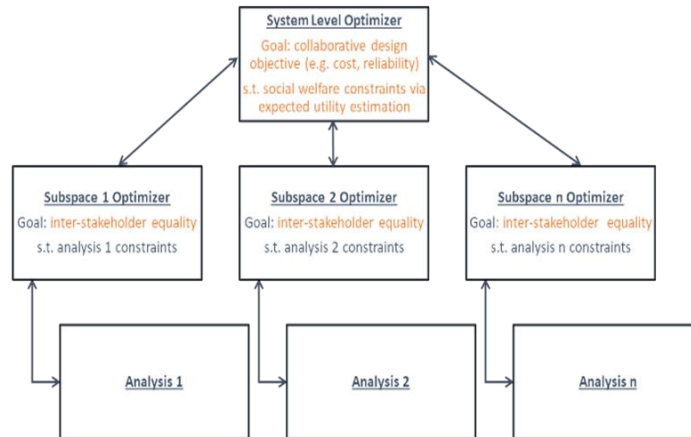 System Level Optimizer
Goal: collaborative design
objective (e.g. cost, reliability)
s.t. social welfare constraints via
expected utility estimation
Subspace 1 Optimizer
Goal: inter-stakeholder equality
s.t. analysis 1 constraints
Subspace 2 Optimizer
Goal: inter-stakeholder equality
s.t. analysis 2 constraints
Subspace n Optimizer
Goal: inter-stakeholder equality
s.t. analysis n constraints
Analysis 1
Analysis 2
Analysis n